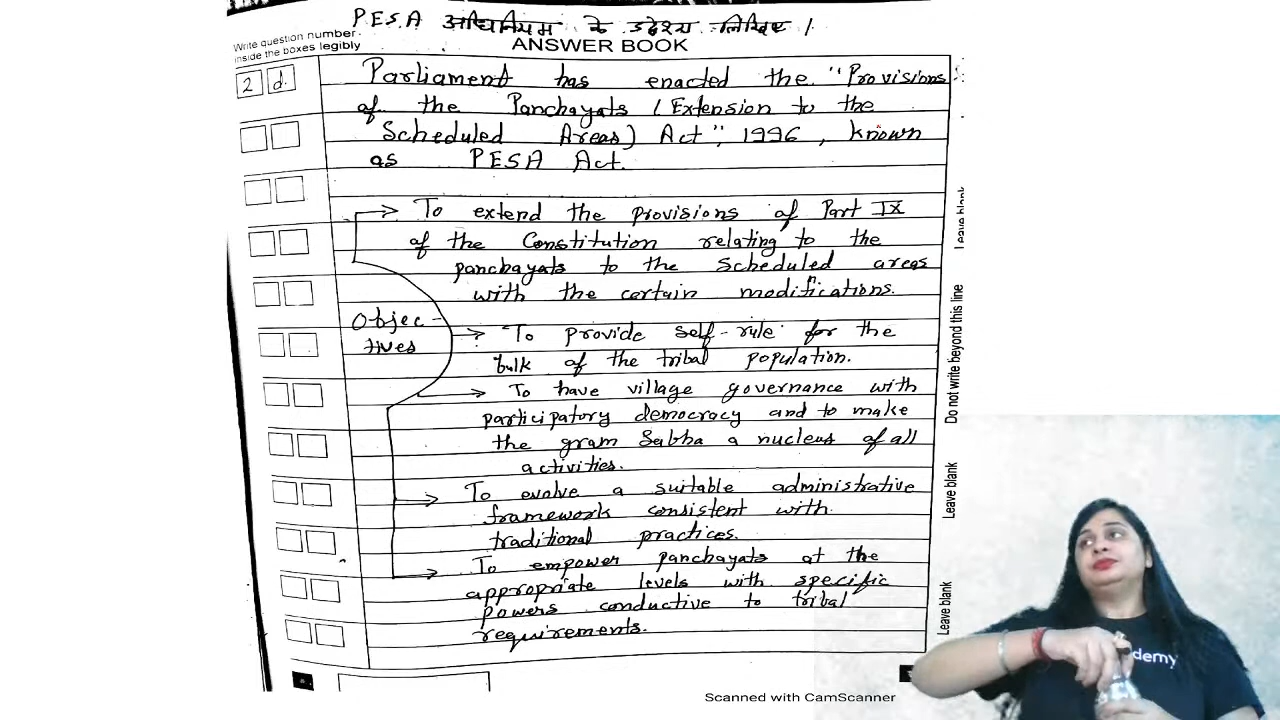 P.E.S.A अधिनियम के उद्देश्य लिखिए।
Write question number
inside the boxes legibly
ANSWER BOOK
2 d.
Parliament has enacted the "Provisions
of the Panchayats (Extension to the
Scheduled Areas) Act", 1996, known
as PESA Act.
→ To extend the provisions of Part IX
of the Constitution relating to the
panchayats to the Scheduled areas
with the certain modifications.
Objec-
tives
→ To provide self-rule for the
bulk of the tribal population.
→ To have village governance with
participatory democracy and to make
the gram Sabha a nucleus of all
activities.
→ To evolve a suitable administrative
framework consistent with
traditional practices.
→ To empower panchayats at the
appropriate levels with specific
powers conductive to tribal
requirements.
Leave blank
Do not write beyond this line
Leave blank
Leave blank
demy
Scanned with CamScanner